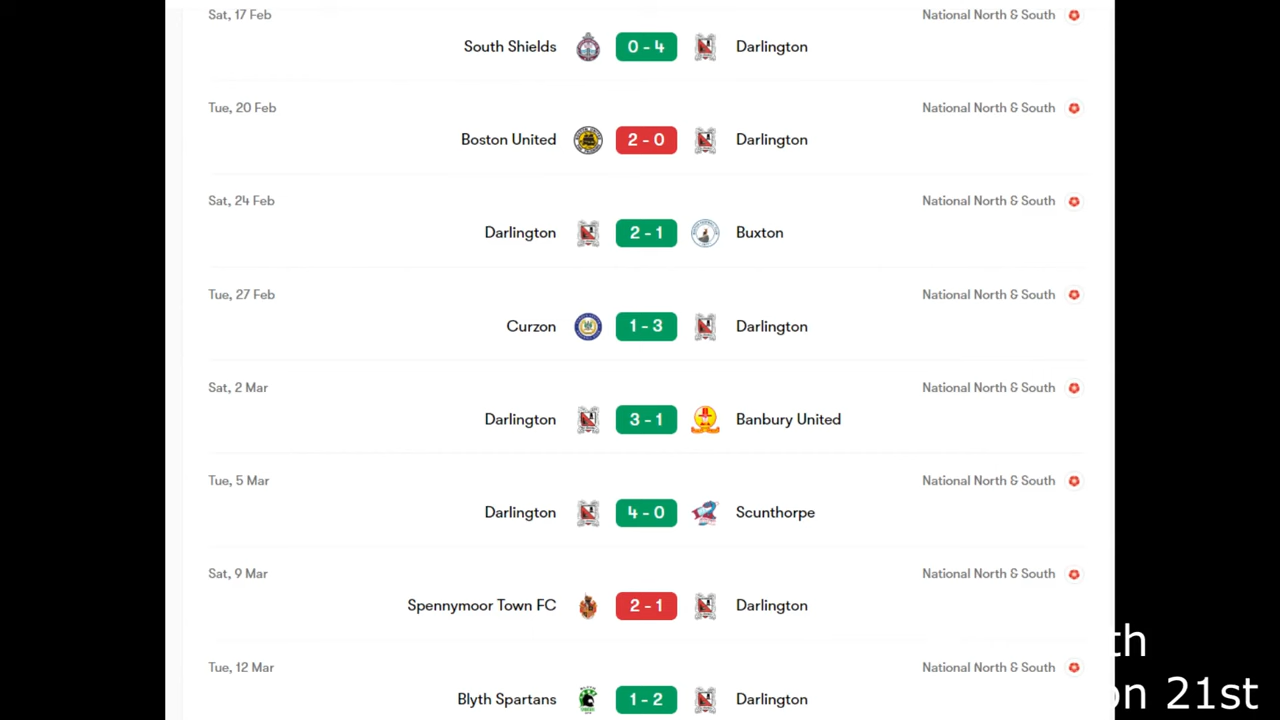 Sat, 17 Feb National North & South
South Shields 0 - 4 Darlington
Tue, 20 Feb National North & South
Boston United 2 - 0 Darlington
Sat, 24 Feb National North & South
Darlington 2 - 1 Buxton
Tue, 27 Feb National North & South
Curzon 1 - 3 Darlington
Sat, 2 Mar National North & South
Darlington 3 - 1 Banbury United
Tue, 5 Mar National North & South
Darlington 4 - 0 Scunthorpe
Sat, 9 Mar National North & South
Spennymoor Town FC 2 - 1 Darlington
th
Tue, 12 Mar National North & South
Blyth Spartans 1 - 2 Darlington
on 21st